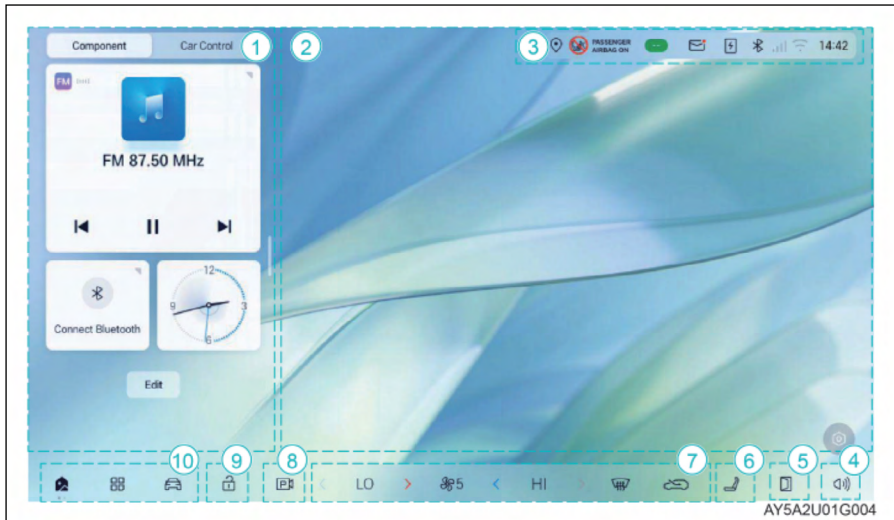 Component Car Control 1 2 3 PASSENGER AIRBAG ON 14:42
FM
FM 87.50 MHz
12
9 3
6
Connect Bluetooth
Edit
10 9 8 7 6 5 4
P LO 5 HI
AY5A2U01G004